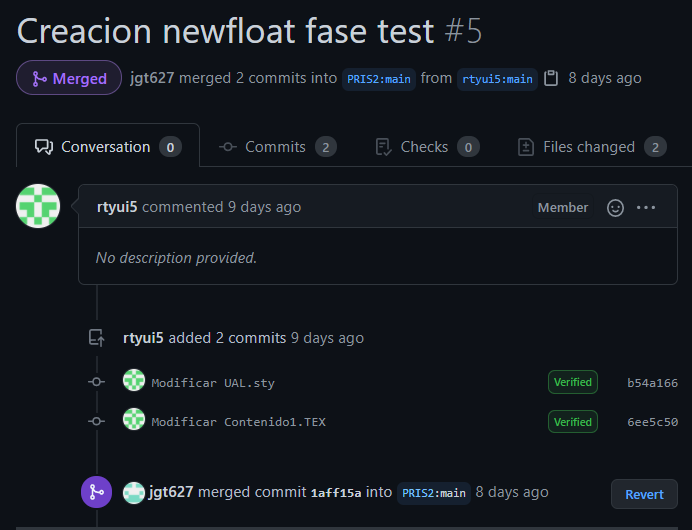 Creacion newfloat fase test #5
Merged jgt627 merged 2 commits into PRIS2:main from rtyui5:main 8 days ago
Conversation 0 Commits 2 Checks 0 Files changed 2
rtyui5 commented 9 days ago Member
No description provided.
rtyui5 added 2 commits 9 days ago
Modificar UAL.sty Verified b54a166
Modificar Contenido1.TEX Verified 6ee5c50
jgt627 merged commit 1aff15a into PRIS2:main 8 days ago Revert